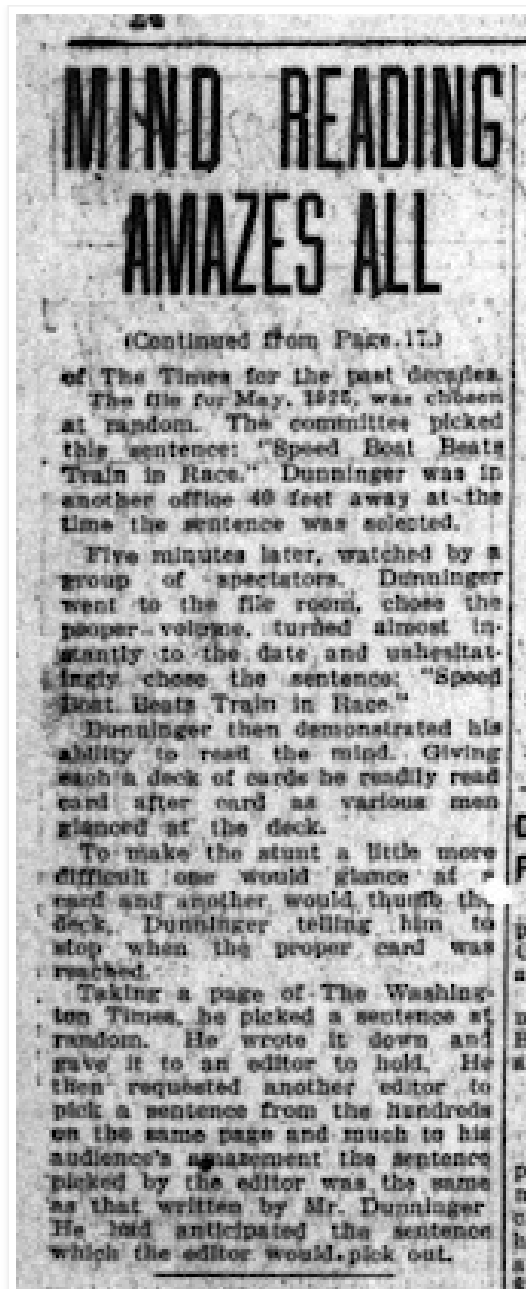 MIND READING
AMAZES ALL
(Continued from Page 17.)
of The Times for the past decades.
The file for May, 1925, was chosen
at random. The committee picked
this sentence: "Speed Boat Beats
Train in Race." Dunninger was in
another office 40 feet away at the
time the sentence was selected.
Five minutes later, watched by a
group of spectators, Dunninger
went to the file room, chose the
proper volume, turned almost in-
stantly to the date and unhesitat-
ingly chose the sentence: "Speed
Boat Beats Train in Race."
Dunninger then demonstrated his
ability to read the mind. Giving
each a deck of cards he readily read
card after card as various men
glanced at the deck.
To make the stunt a little more
difficult one would glance at a
card and another would thumb the
deck, Dunninger telling him to
stop when the proper card was
reached.
Taking a page of The Washing-
ton Times, he picked a sentence at
random. He wrote it down and
gave it to an editor to hold. He
then requested another editor to
pick a sentence from the hundreds
on the same page and much to his
audience's amazement the sentence
picked by the editor was the same
as that written by Mr. Dunninger
He had anticipated the sentence
which the editor would pick out.